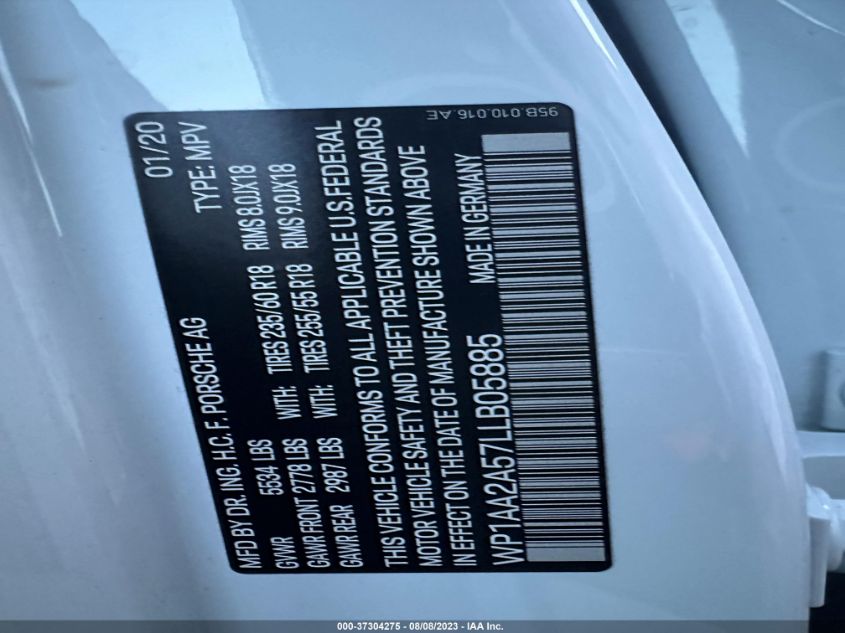 MFD BY DR. ING. H.C. F. PORSCHE AG 01/20
GVWR 5534 LBS TYPE: MPV
GAWR FRONT 2778 LBS WITH: TIRES 235/60 R18 RIMS 8.0JX18
GAWR REAR 2987 LBS WITH: TIRES 255/55 R18 RIMS 9.0JX18
THIS VEHICLE CONFORMS TO ALL APPLICABLE U.S. FEDERAL
MOTOR VEHICLE SAFETY AND THEFT PREVENTION STANDARDS
IN EFFECT ON THE DATE OF MANUFACTURE SHOWN ABOVE
WP1AA2A57LLB05885 MADE IN GERMANY
95B.010.016.AE
000-37304275 - 08/08/2023 - IAA Inc.